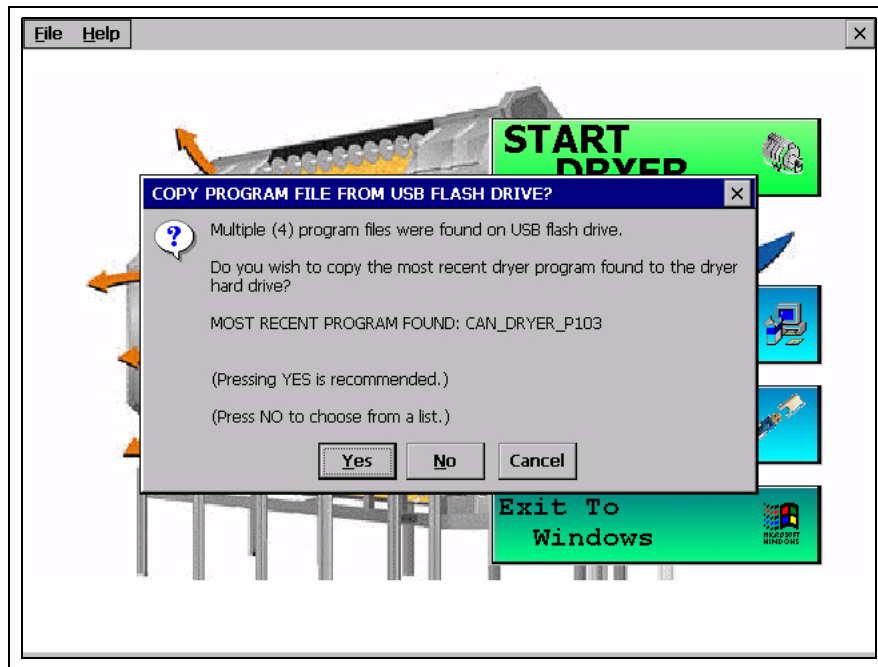 File Help
START
DRYER
COPY PROGRAM FILE FROM USB FLASH DRIVE?
Multiple (4) program files were found on USB flash drive.
Do you wish to copy the most recent dryer program found to the dryer
hard drive?
MOST RECENT PROGRAM FOUND: CAN_DRYER_P103
(Pressing YES is recommended.)
(Press NO to choose from a list.)
Yes No Cancel
Exit To
Windows
MICROSOFT
WINDOWS